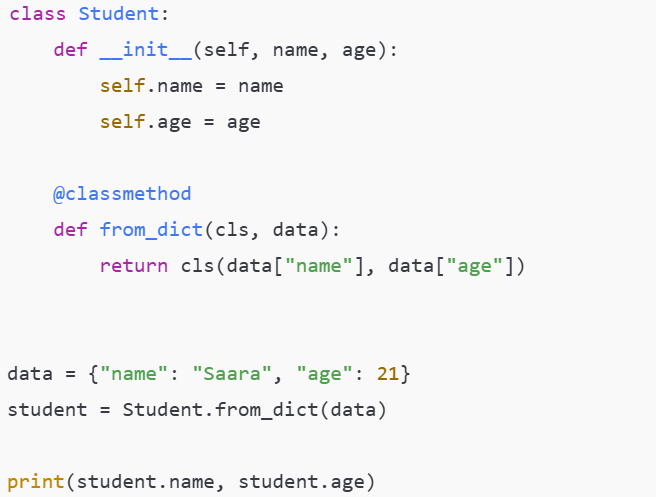 class Student:
    def __init__(self, name, age):
        self.name = name
        self.age = age

    @classmethod
    def from_dict(cls, data):
        return cls(data["name"], data["age"])


data = {"name": "Saara", "age": 21}
student = Student.from_dict(data)

print(student.name, student.age)